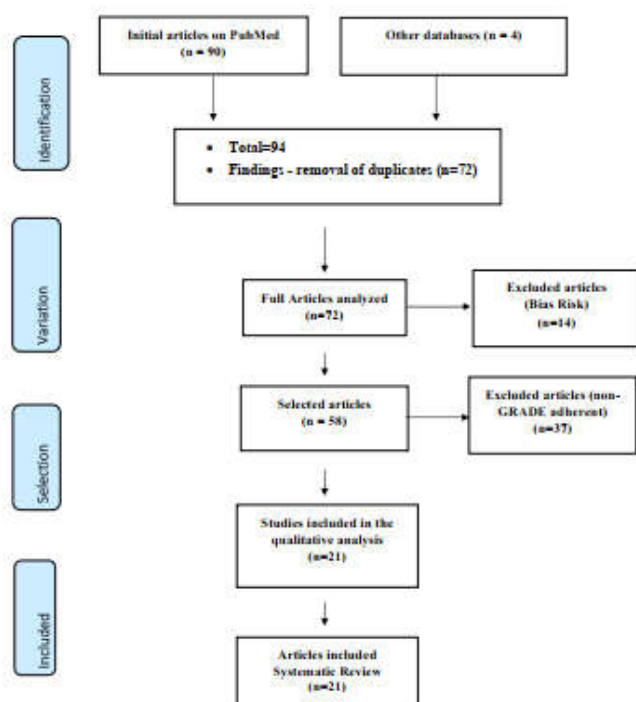 Initial articles on PubMed
(n = 90)
Other databases (n = 4)
Identification
• Total=94
• Findings - removal of duplicates (n=72)
Variation
Full Articles analyzed
(n=72)
Excluded articles
(Bias Risk)
(n=14)
Selection
Selected articles
(n = 58)
Excluded articles (non-
GRADE adherent)
(n=37)
Studies included in the
qualitative analysis
(n=21)
Included
Articles included
Systematic Review
(n=21)